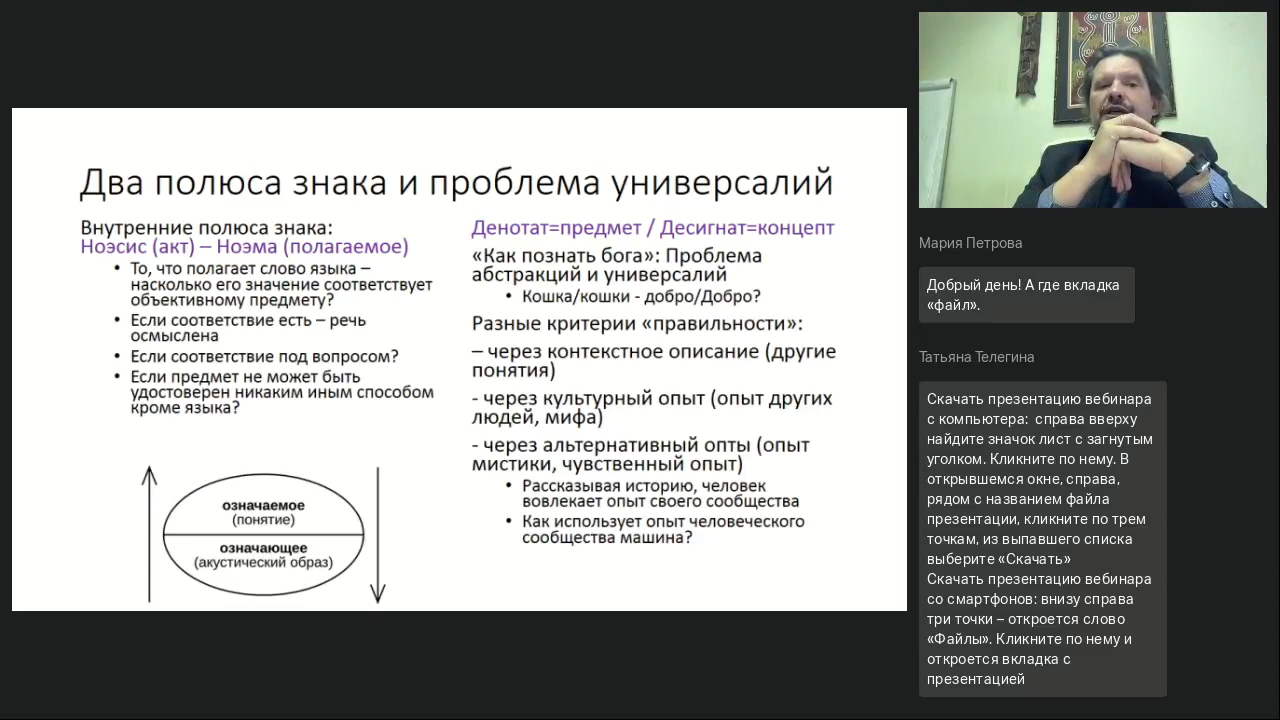 Два полюса знака и проблема универсалий
Внутренние полюса знака:
Ноэсис (акт) – Ноэма (полагаемое)
• То, что полагает слово языка –
насколько его значение соответствует
объективному предмету?
• Если соответствие есть – речь
осмыслена
• Если соответствие под вопросом?
• Если предмет не может быть
удостоверен никаким иным способом
кроме языка?
означаемое
(понятие)
означающее
(акустический образ)
Денотат=предмет / Десигнат=концепт
«Как познать бога»: Проблема
абстракций и универсалий
• Кошка/кошки - добро/Добро?
Разные критерии «правильности»:
– через контекстное описание (другие
понятия)
- через культурный опыт (опыт других
людей, мифа)
- через альтернативный опты (опыт
мистики, чувственный опыт)
• Рассказывая историю, человек
вовлекает опыт своего сообщества
• Как использует опыт человеческого
сообщества машина?
Мария Петрова
Добрый день! А где вкладка
«файл».
Татьяна Телегина
Скачать презентацию вебинара
с компьютера: справа вверху
найдите значок лист с загнутым
уголком. Кликните по нему. В
открывшемся окне, справа,
рядом с названием файла
презентации, кликните по трем
точкам, из выпавшего списка
выберите «Скачать»
Скачать презентацию вебинара
со смартфонов: внизу справа
три точки – откроется слово
«Файлы». Кликните по нему и
откроется вкладка с
презентацией